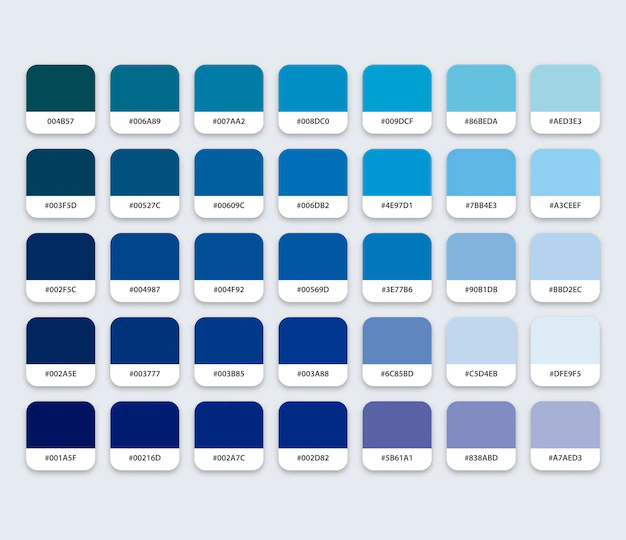 004B57 #006A89 #007AA2 #008DC0 #009DCF #86BEDA #AED3E3
#003F5D #00527C #00609C #006DB2 #4E97D1 #7BB4E3 #A3CEEF
#002F5C #004987 #004F92 #00569D #3E77B6 #90B1DB #BBD2EC
#002A5E #003777 #003B85 #003A88 #6C85BD #C5D4EB #DFE9F5
#001A5F #00216D #002A7C #002D82 #5B61A1 #838ABD #A7AED3